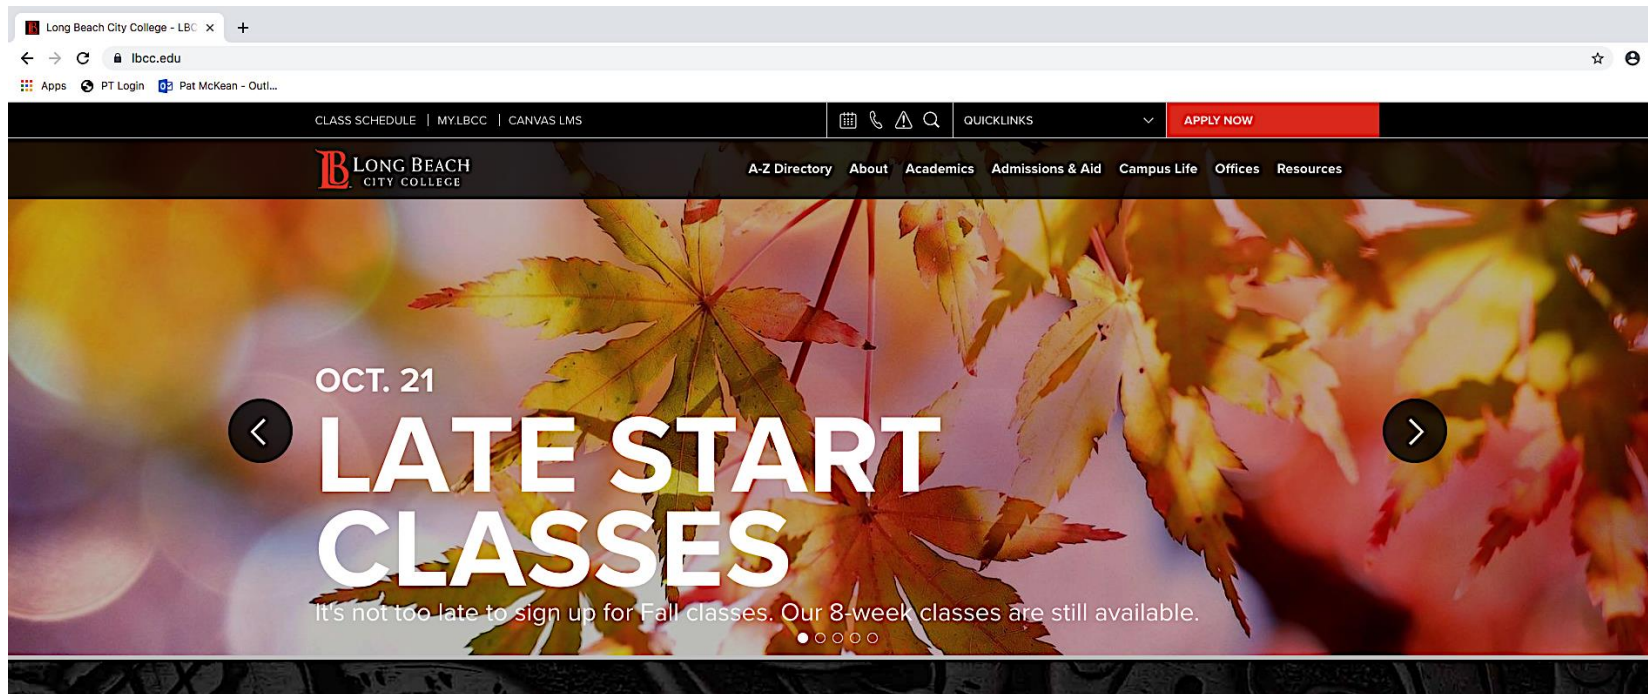 Long Beach City College - LBC
lbcc.edu
Apps PT Login Pat McKean - Outl...
CLASS SCHEDULE | MY.LBCC | CANVAS LMS QUICKLINKS APPLY NOW
LONG BEACH
CITY COLLEGE
A-Z Directory About Academics Admissions & Aid Campus Life Offices Resources
OCT. 21
LATE START
CLASSES
It's not too late to sign up for Fall classes. Our 8-week classes are still available.